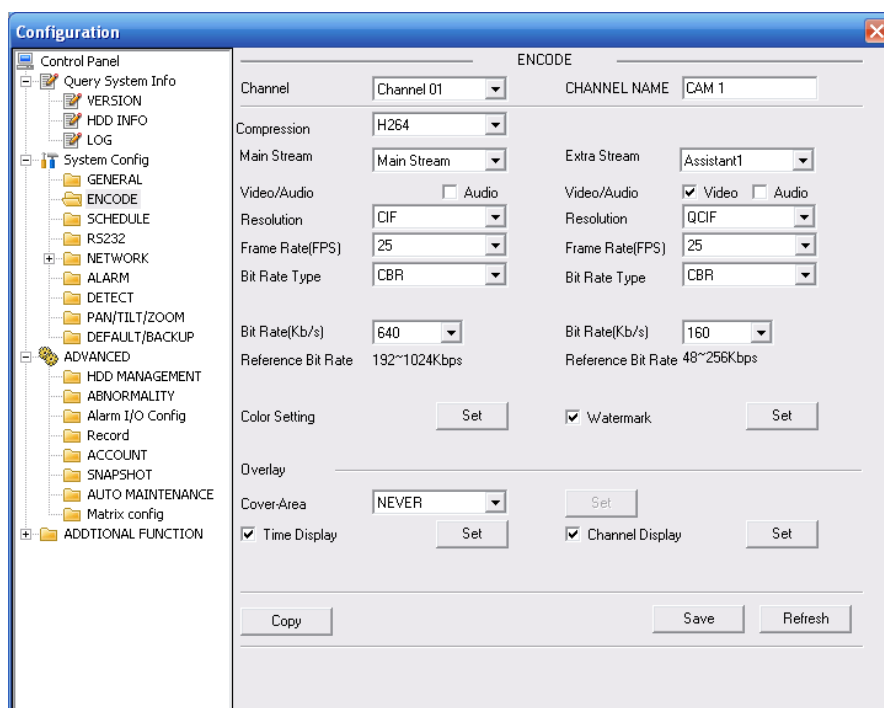 Configuration
Control Panel
Query System Info
VERSION
HDD INFO
LOG
System Config
GENERAL
ENCODE
SCHEDULE
RS232
NETWORK
ALARM
DETECT
PAN/TILT/ZOOM
DEFAULT/BACKUP
ADVANCED
HDD MANAGEMENT
ABNORMALITY
Alarm I/O Config
Record
ACCOUNT
SNAPSHOT
AUTO MAINTENANCE
Matrix config
ADDTIONAL FUNCTION
ENCODE
Channel Channel 01 CHANNEL NAME CAM 1
Compression H264
Main Stream Main Stream Extra Stream Assistant1
Video/Audio Audio Video/Audio Video Audio
Resolution CIF Resolution QCIF
Frame Rate(FPS) 25 Frame Rate(FPS) 25
Bit Rate Type CBR Bit Rate Type CBR
Bit Rate(Kb/s) 640 Bit Rate(Kb/s) 160
Reference Bit Rate 192~1024Kbps Reference Bit Rate 48~256Kbps
Color Setting Set Watermark Set
Overlay
Cover-Area NEVER Set
Time Display Set Channel Display Set
Copy Save Refresh